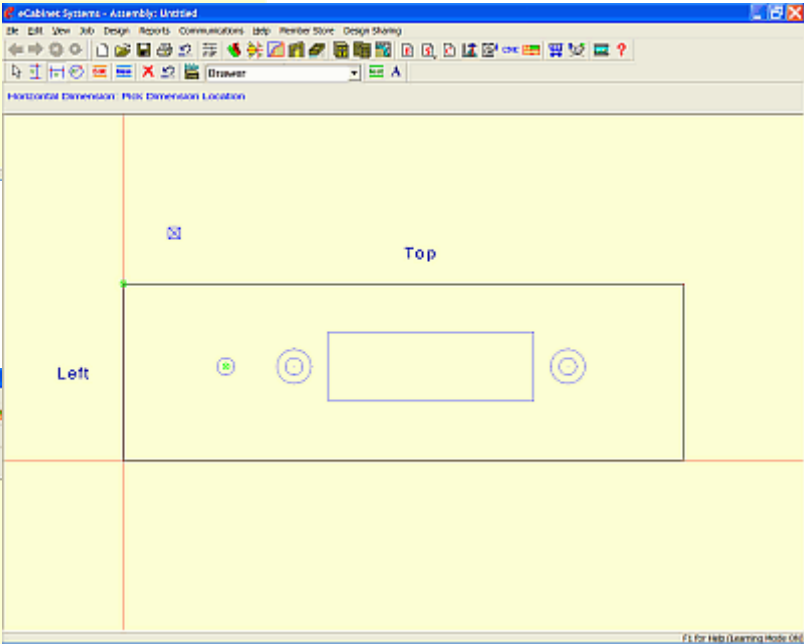 eCabinet Systems - Assembly: Untitled
File Edit View Job Design Reports Communications Help Member Store Design Sharing
Drawer
Horizontal Dimension: Pick Dimension Location
Top
Left
F1 for Help (Learning Mode ON)